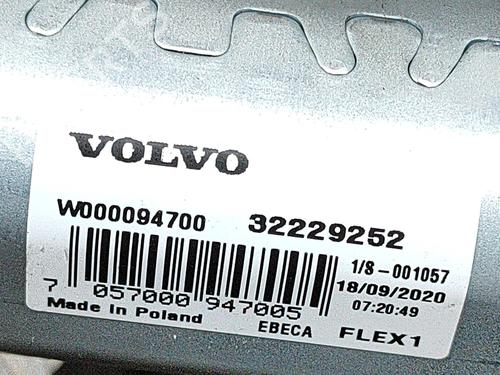 VOLVO
W000094700 32229252
1/S-001057
7 057000 947005 18/09/2020
07:20:49
Made in Poland EBECA FLEX1